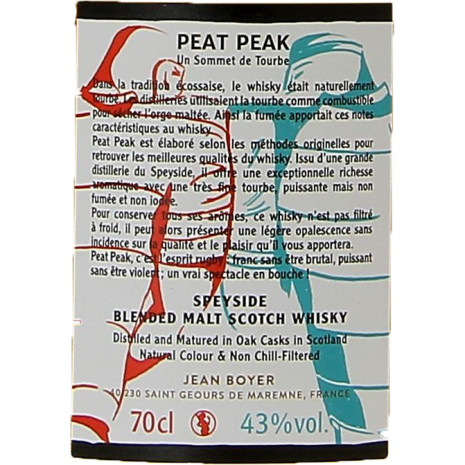 PEAT PEAK
Un Sommet de Tourbe
Dans la tradition écossaise, le whisky était naturellement
tourbé. Les distilleries utilisaient la tourbe comme combustible
pour sécher l'orge maltée. Ainsi la fumée apportait ces notes
caractéristiques au whisky.
Peat Peak est élaboré selon les méthodes originelles pour
retrouver les meilleures qualités du whisky. Issu d'une grande
distillerie du Speyside, il offre une exceptionnelle richesse
aromatique avec une très fine tourbe, puissante mais non
fumée et non iodée.
Pour conserver tous ses arômes, ce whisky n'est pas filtré
à froid, il peut alors présenter une légère opalescence sans
incidence sur la qualité et le plaisir qu'il vous apportera.
Peat Peak, c'est l'esprit rugby, franc sans être brutal, puissant
sans être violent; un vrai spectacle en bouche !
SPEYSIDE
BLENDED MALT SCOTCH WHISKY
Distilled and Matured in Oak Casks in Scotland
Natural Colour & Non Chill-Filtered
JEAN BOYER
40 230 SAINT GEOURS DE MAREMNE, FRANCE
70cl 43%vol.